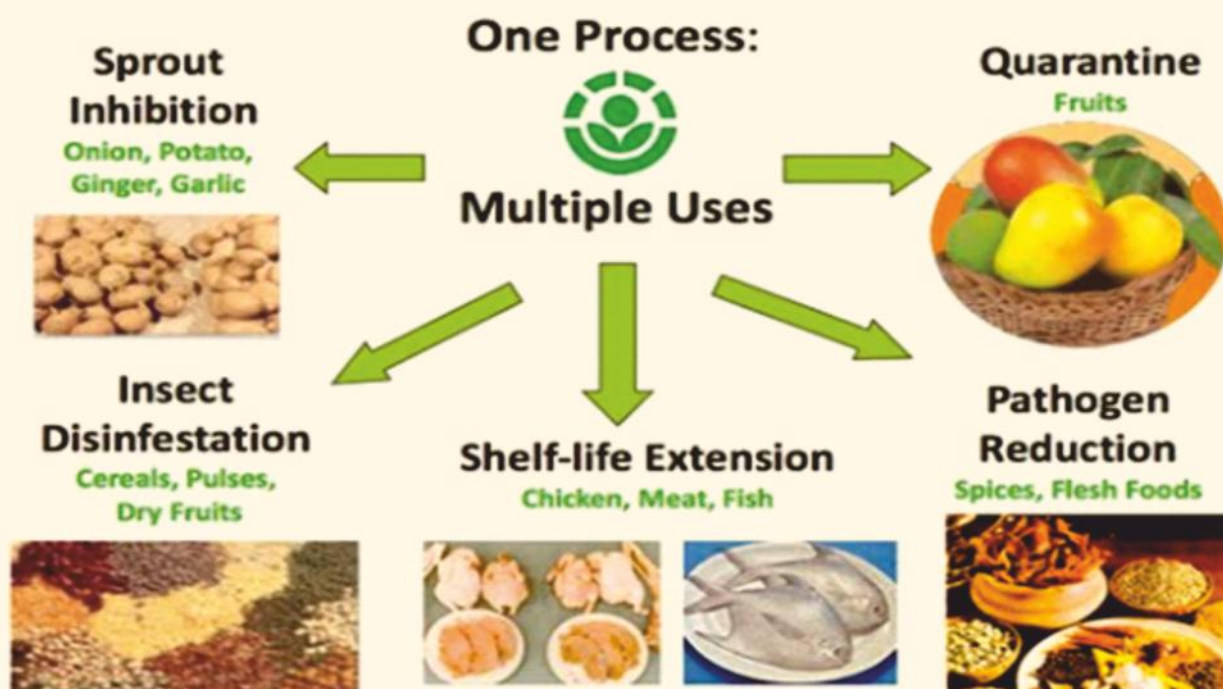 One Process:
Multiple Uses
Sprout
Inhibition
Onion, Potato,
Ginger, Garlic
Quarantine
Fruits
Insect
Disinfestation
Cereals, Pulses,
Dry Fruits
Shelf-life Extension
Chicken, Meat, Fish
Pathogen
Reduction
Spices, Flesh Foods